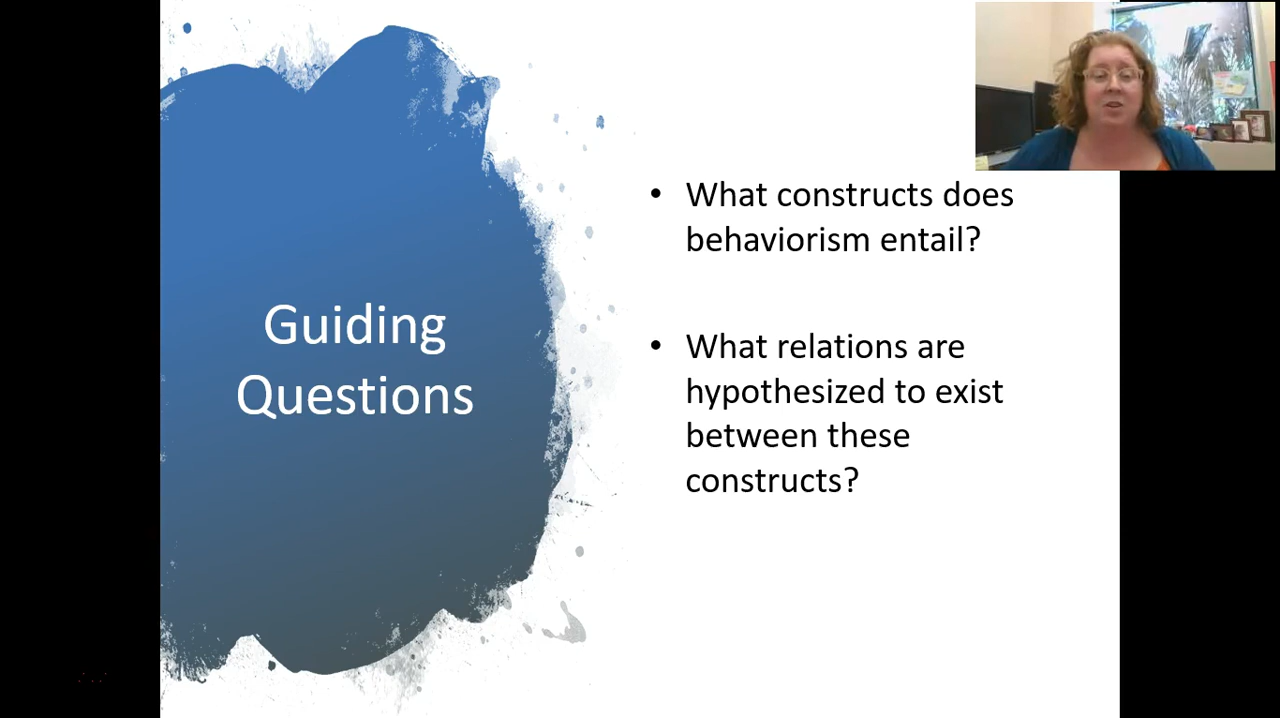 Guiding
Questions
• What constructs does
behaviorism entail?
• What relations are
hypothesized to exist
between these
constructs?